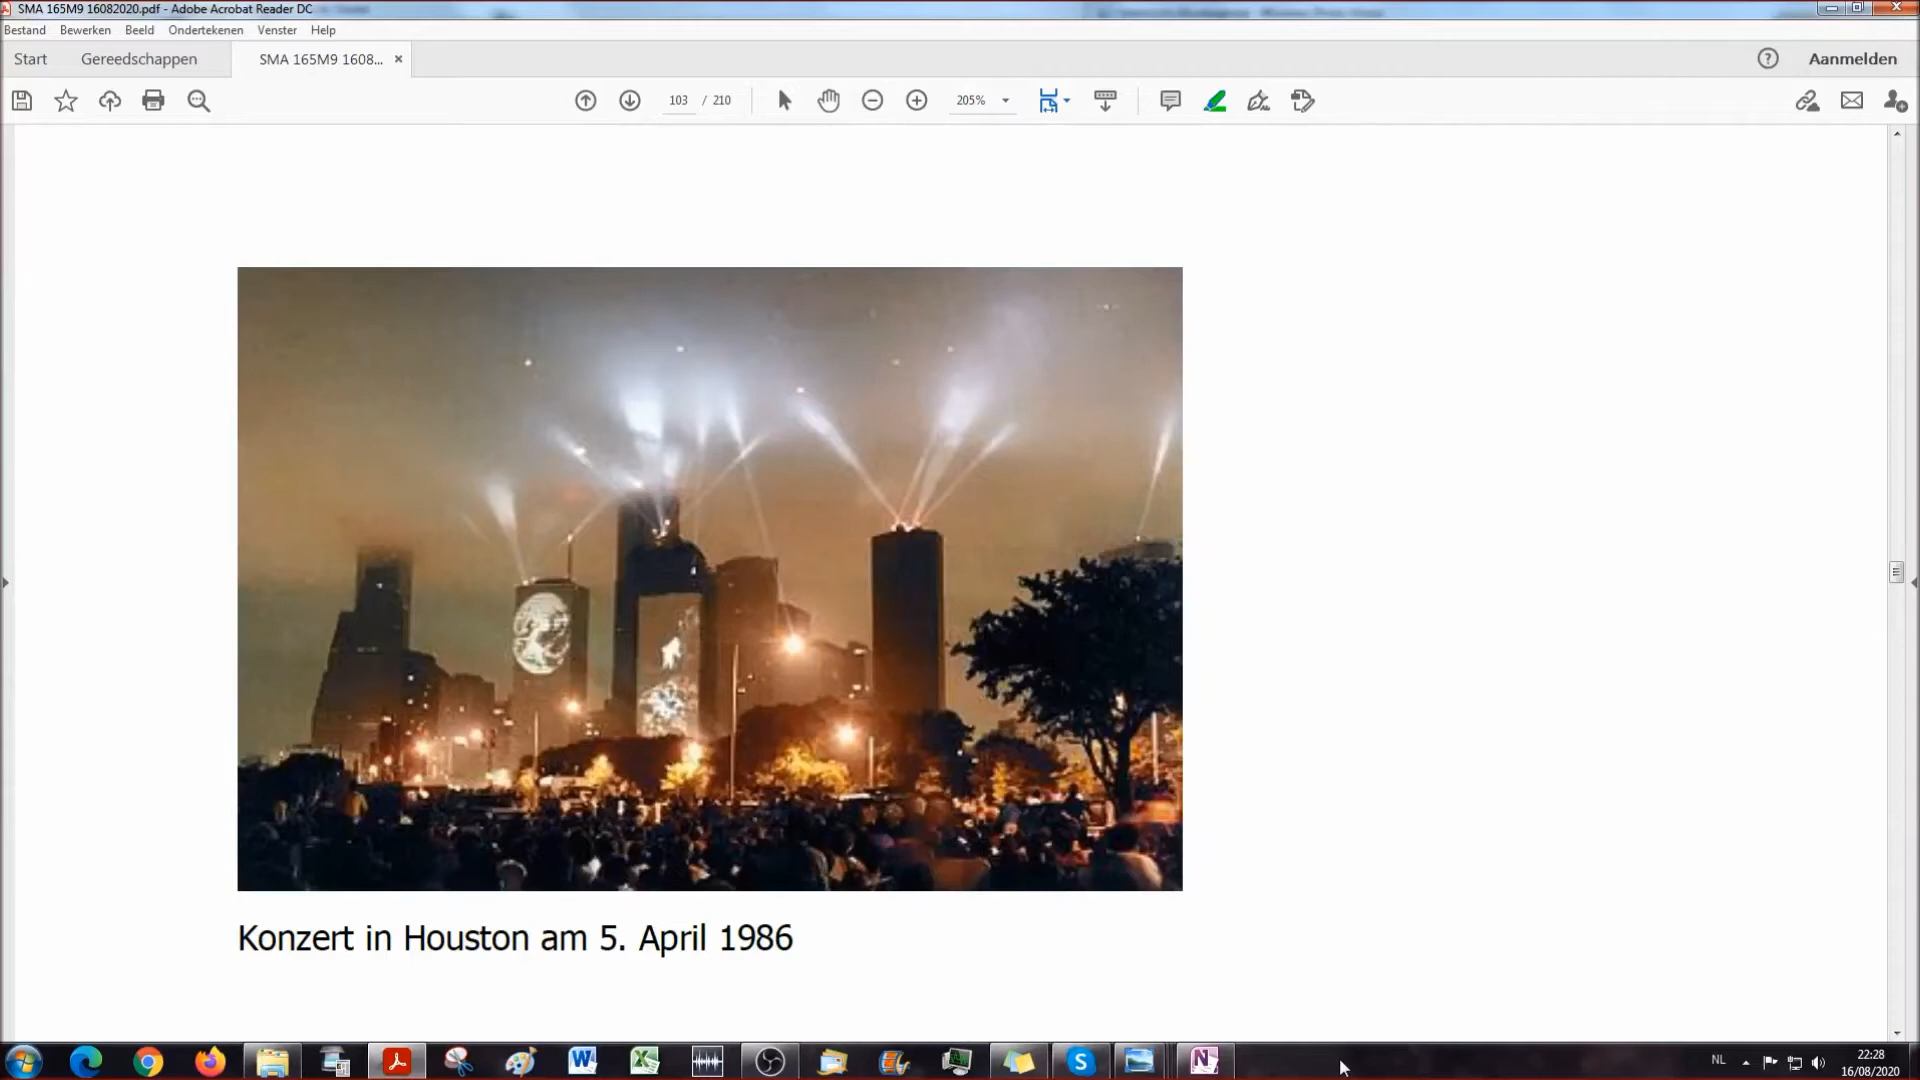 SMA 165M9 16082020.pdf - Adobe Acrobat Reader DC
Bestand Bewerken Beeld Ondertekenen Venster Help
Start Gereedschappen SMA 165M9 1608... × Aanmelden
103 / 210 205%
Konzert in Houston am 5. April 1986
NL 22:28
16/08/2020